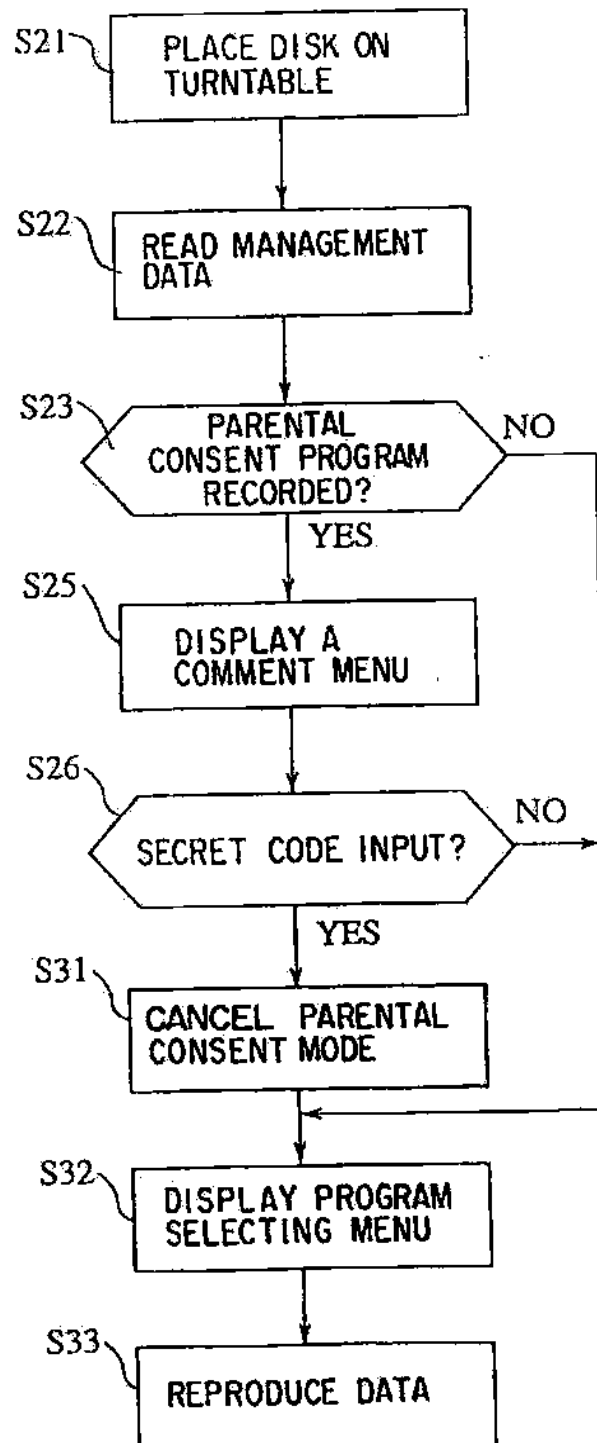 S21
PLACE DISK ON
TURNTABLE
S22
READ MANAGEMENT
DATA
S23
PARENTAL
CONSENT PROGRAM
RECORDED?
NO
YES
S25
DISPLAY A
COMMENT MENU
S26
SECRET CODE INPUT?
NO
YES
S31
CANCEL PARENTAL
CONSENT MODE
S32
DISPLAY PROGRAM
SELECTING MENU
S33
REPRODUCE DATA